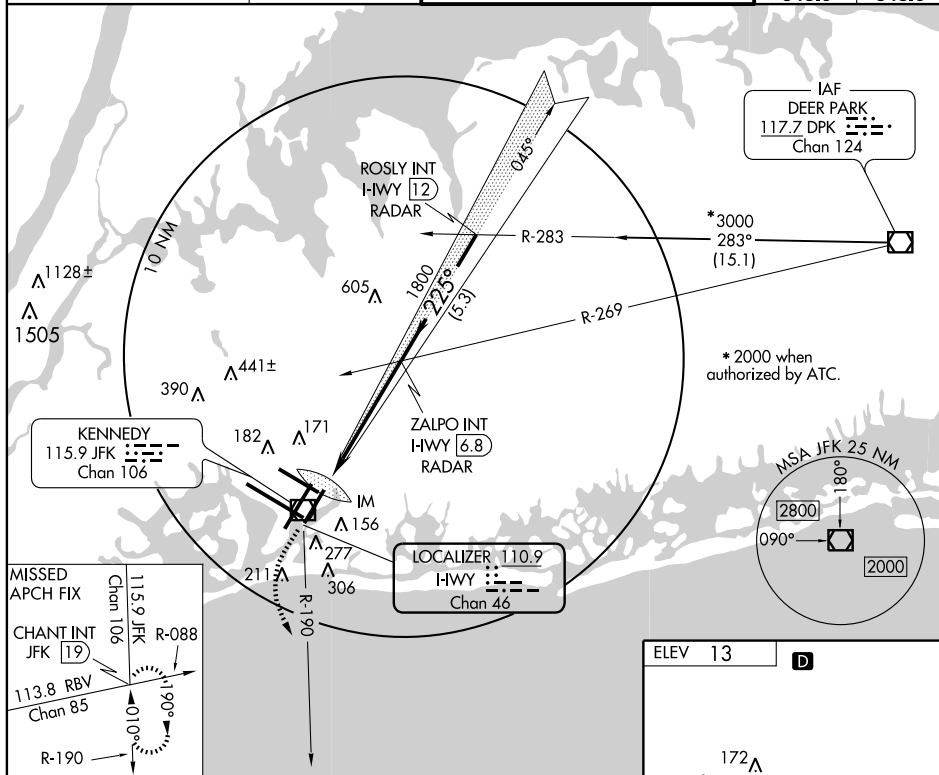 IAF
DEER PARK
117.7 DPK
Chan 124
ROSLY INT
I-IWY 12
RADAR
045°
*3000
283°
(15.1)
R-283
10 NM
1128±
1505
605
1800
225°
(5.3)
R-269
* 2000 when
authorized by ATC.
441±
390
ZALPO INT
I-IWY 6.8
RADAR
KENNEDY
115.9 JFK
Chan 106
182
171
IM
156
277
211
306
R-190
LOCALIZER 110.9
I-IWY
Chan 46
MSA JFK 25 NM
180°
2800
090°
2000
MISSED
APCH FIX
115.9 JFK
Chan 106
CHANT INT
JFK 19
R-088
113.8 RBV
Chan 85
190°
010°
R-190
ELEV 13
D
172